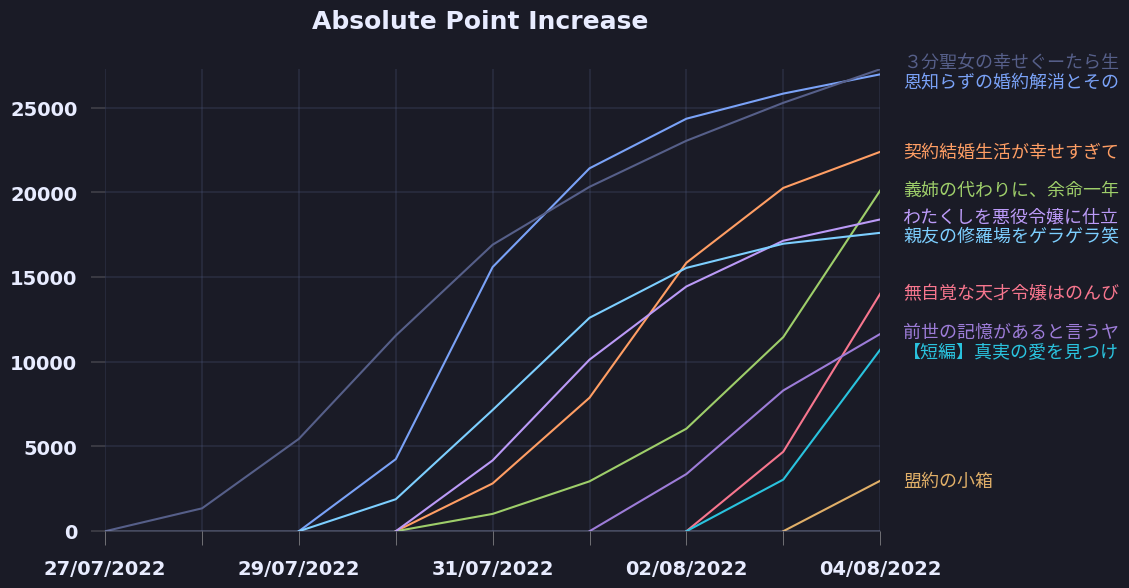 Absolute Point Increase
３分聖女の幸せぐーたら生
恩知らずの婚約解消とその
25000
契約結婚生活が幸せすぎて
20000
義姉の代わりに、余命一年
わたくしを悪役令嬢に仕立
親友の修羅場をゲラゲラ笑
15000
無自覚な天才令嬢はのんび
前世の記憶があると言うヤ
【短編】真実の愛を見つけ
10000
5000
盟約の小箱
0
27/07/2022 29/07/2022 31/07/2022 02/08/2022 04/08/2022